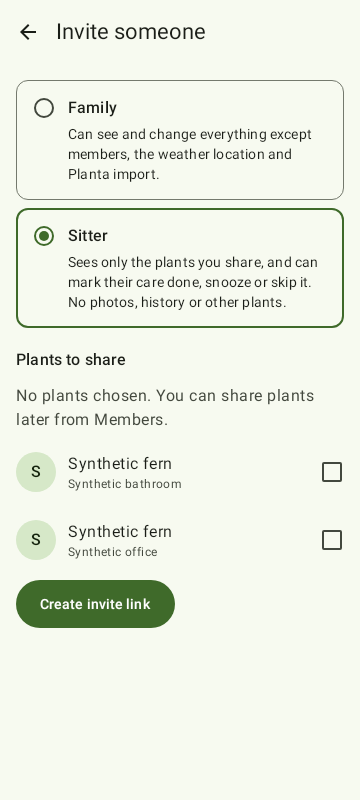 Invite someone
Family
Can see and change everything except
members, the weather location and
Planta import.
Sitter
Sees only the plants you share, and can
mark their care done, snooze or skip it.
No photos, history or other plants.
Plants to share
No plants chosen. You can share plants
later from Members.
S
Synthetic fern
Synthetic bathroom
S
Synthetic fern
Synthetic office
Create invite link